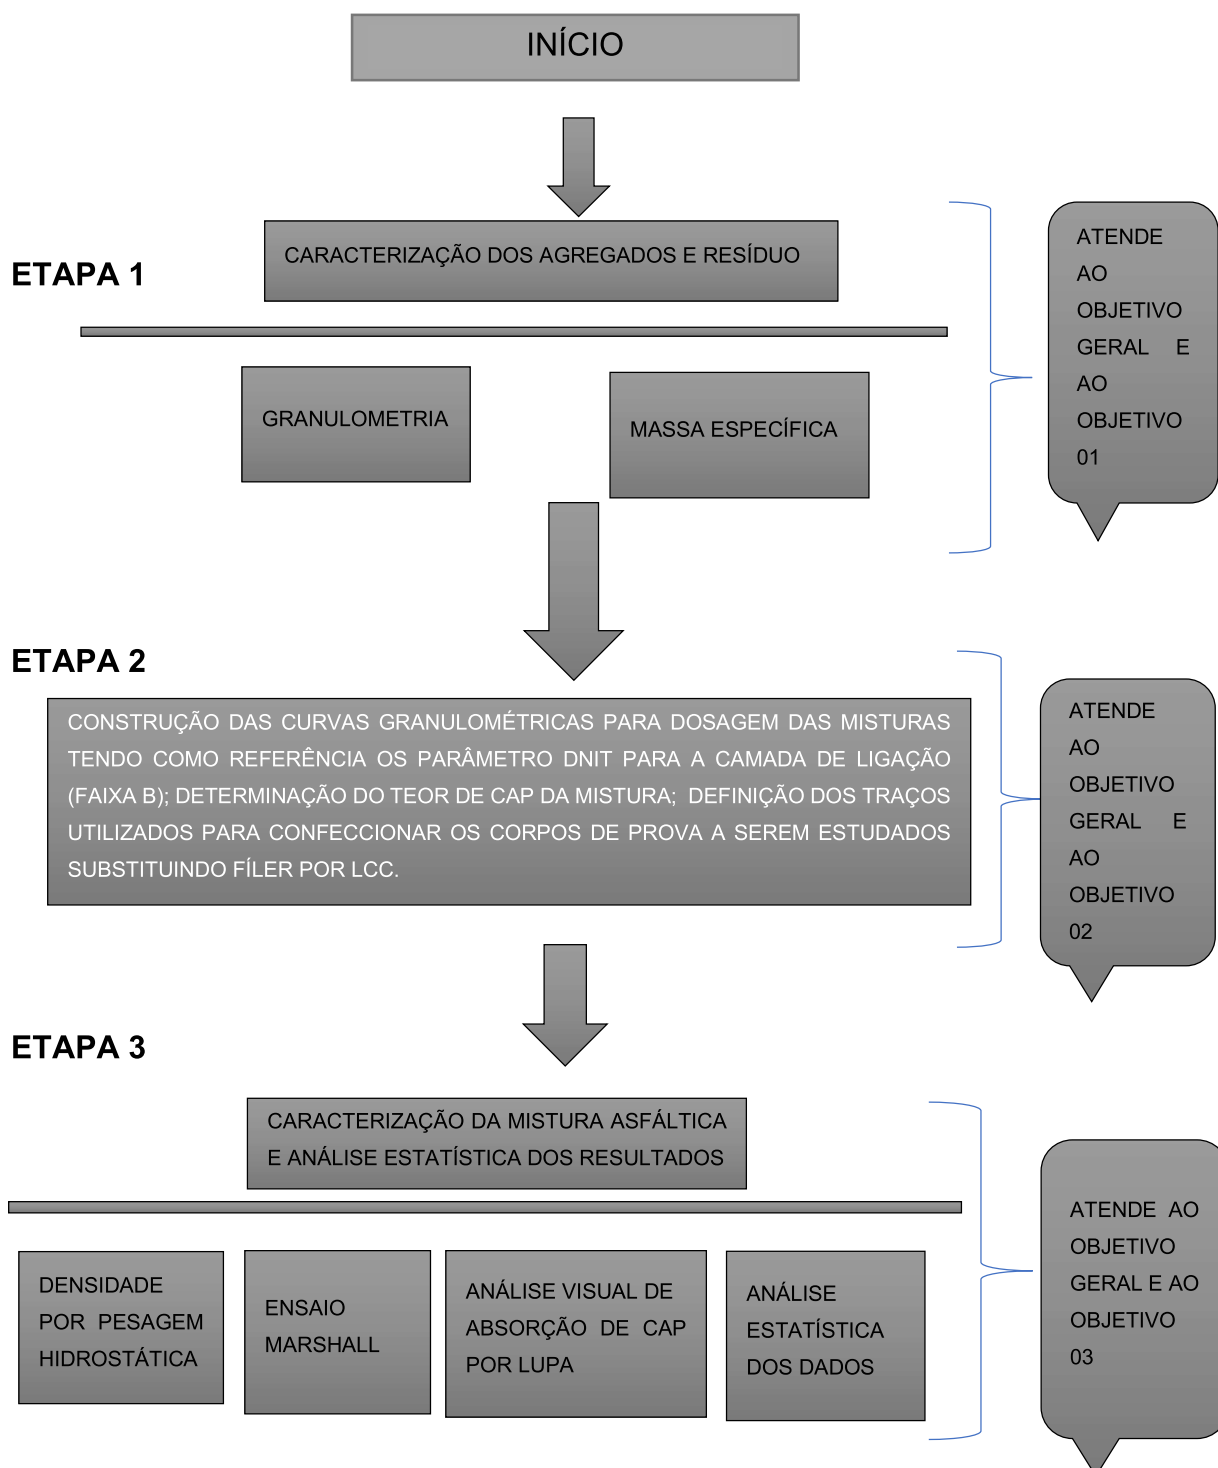 INÍCIO
ETAPA 1
CARACTERIZAÇÃO DOS AGREGADOS E RESÍDUO
GRANULOMETRIA
MASSA ESPECÍFICA
ATENDE
AO
OBJETIVO
GERAL E
AO
OBJETIVO
01
ETAPA 2
CONSTRUÇÃO DAS CURVAS GRANULOMÉTRICAS PARA DOSAGEM DAS MISTURAS
TENDO COMO REFERÊNCIA OS PARÂMETRO DNIT PARA A CAMADA DE LIGAÇÃO
(FAIXA B); DETERMINAÇÃO DO TEOR DE CAP DA MISTURA; DEFINIÇÃO DOS TRAÇOS
UTILIZADOS PARA CONFECCIONAR OS CORPOS DE PROVA A SEREM ESTUDADOS
SUBSTITUINDO FÍLER POR LCC.
ATENDE
AO
OBJETIVO
GERAL E
AO
OBJETIVO
02
ETAPA 3
CARACTERIZAÇÃO DA MISTURA ASFÁLTICA
E ANÁLISE ESTATÍSTICA DOS RESULTADOS
DENSIDADE
POR PESAGEM
HIDROSTÁTICA
ENSAIO
MARSHALL
ANÁLISE VISUAL DE
ABSORÇÃO DE CAP
POR LUPA
ANÁLISE
ESTATÍSTICA
DOS DADOS
ATENDE AO
OBJETIVO
GERAL E AO
OBJETIVO
03